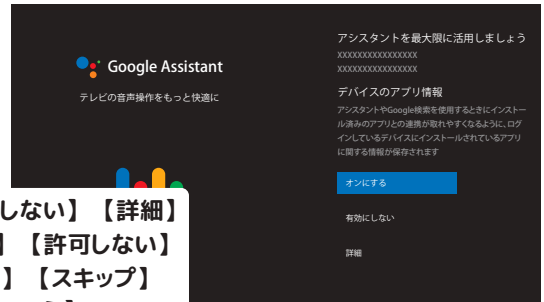 Google Assistant
テレビの音声操作をもっと快適に
アシスタントを最大限に活用しましょう
XXXXXXXXXXXXXXXX
XXXXXXXXXXXXXXXX
デバイスのアプリ情報
アシスタントやGoogle検索を使用するときにインストー
ル済みのアプリとの連携が取れやすくなるように、ログ
インしているデバイスにインストールされているアプリ
に関する情報が保存されます
オンにする
有効にしない
詳細
しない】【詳細】
】【許可しない】
】【スキップ】